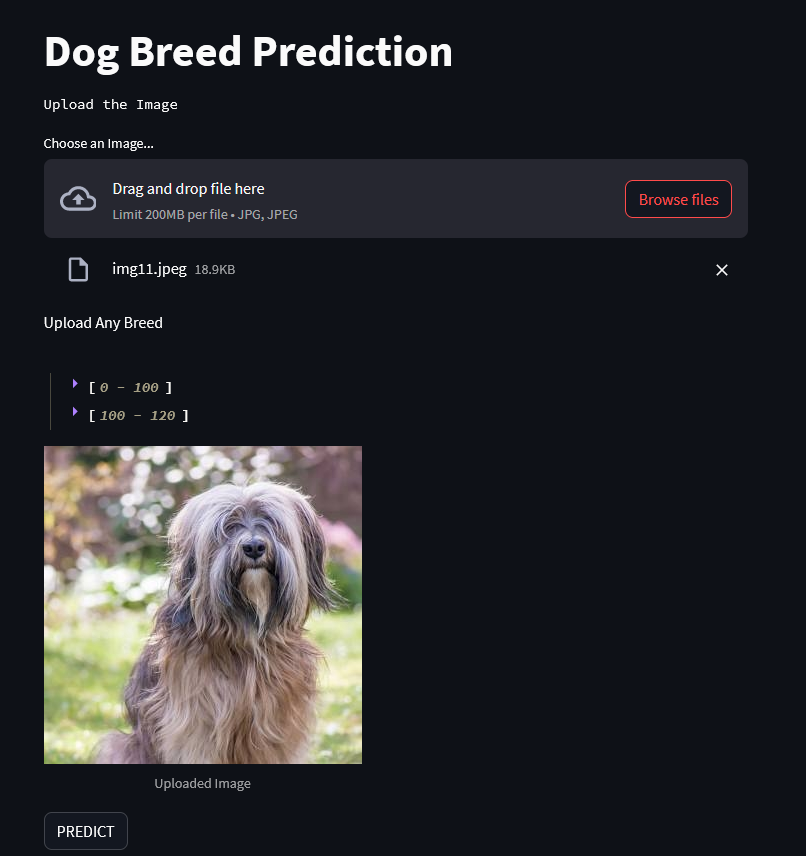 Dog Breed Prediction
Upload the Image
Choose an Image...
Drag and drop file here
Limit 200MB per file • JPG, JPEG
Browse files
img11.jpeg 18.9KB
Upload Any Breed
[ 0 – 100 ]
[ 100 – 120 ]
Uploaded Image
PREDICT